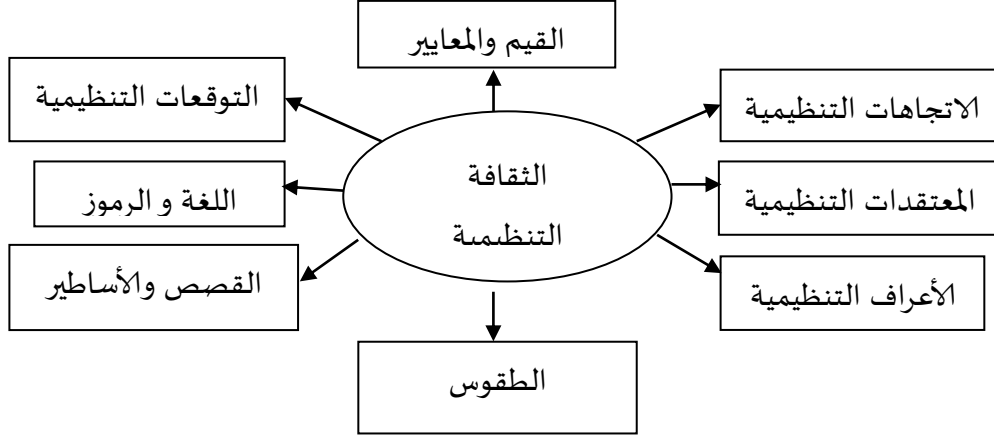 القيم والمعايير
الاتجاهات التنظيمية
التوقعات التنظيمية
الثقافة
التنظيمية
المعتقدات التنظيمية
اللغة و الرموز
الأعراف التنظيمية
القصص والأساطير
الطقوس